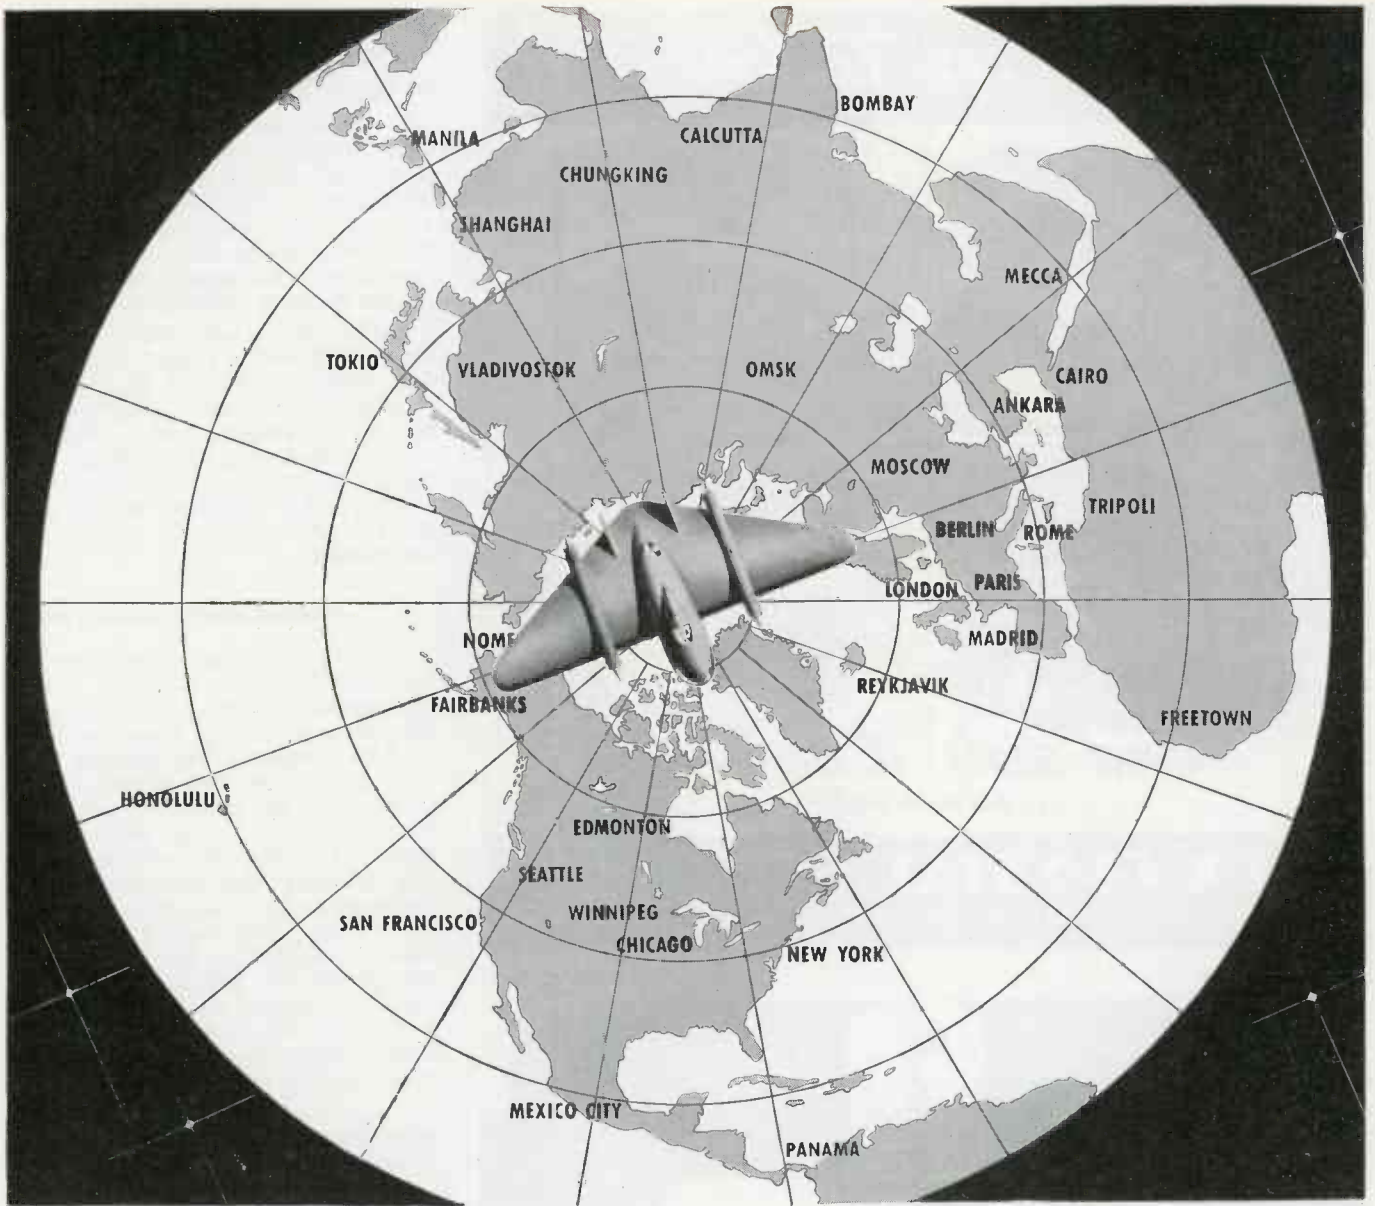 BOMBAY
MANILA
CALCUTTA
CHUNGKING
SHANGHAI
MECCA
TOKIO
VLADIVOSTOK
OMSK
CAIRO
ANKARA
MOSCOW
TRIPOLI
BERLIN
ROME
LONDON
PARIS
NOME
MADRID
REYKJAVIK
FAIRBANKS
FREETOWN
HONOLULU
EDMONTON
SEATTLE
WINNIPEG
SAN FRANCISCO
CHICAGO
NEW YORK
MEXICO CITY
PANAMA